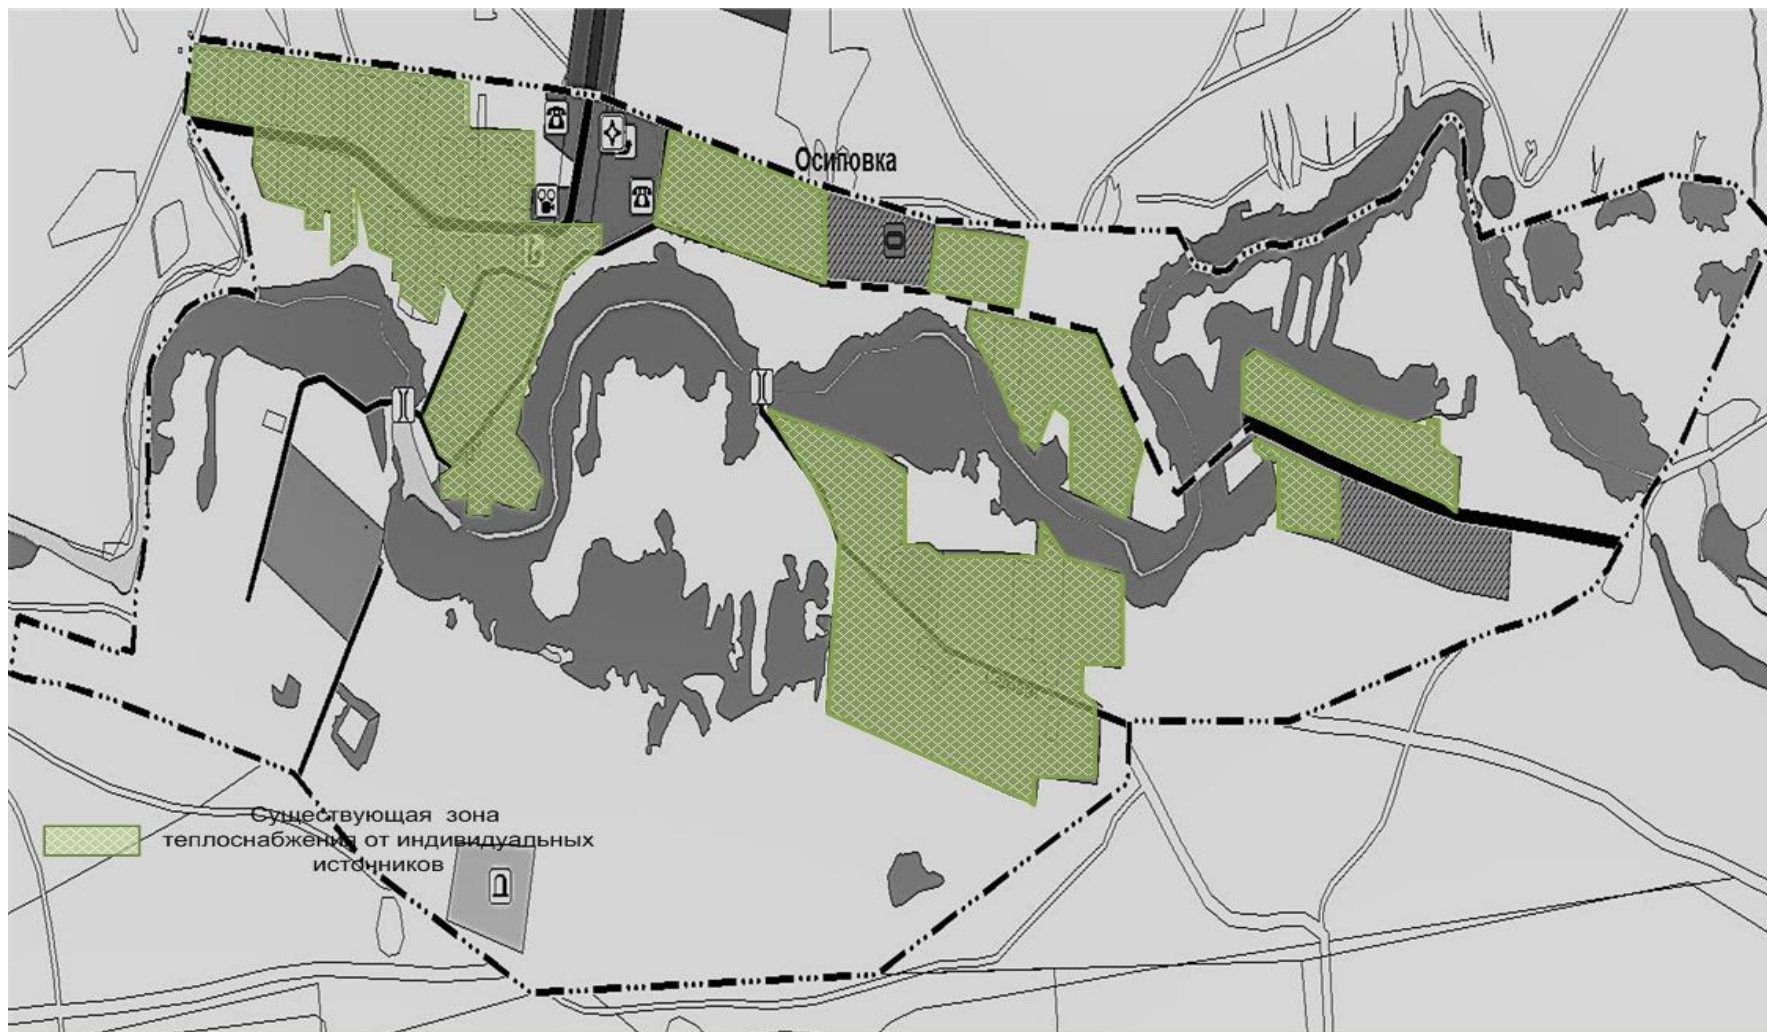 Осиповка
Существующая зона
теплоснабжения от индивидуальных
источников